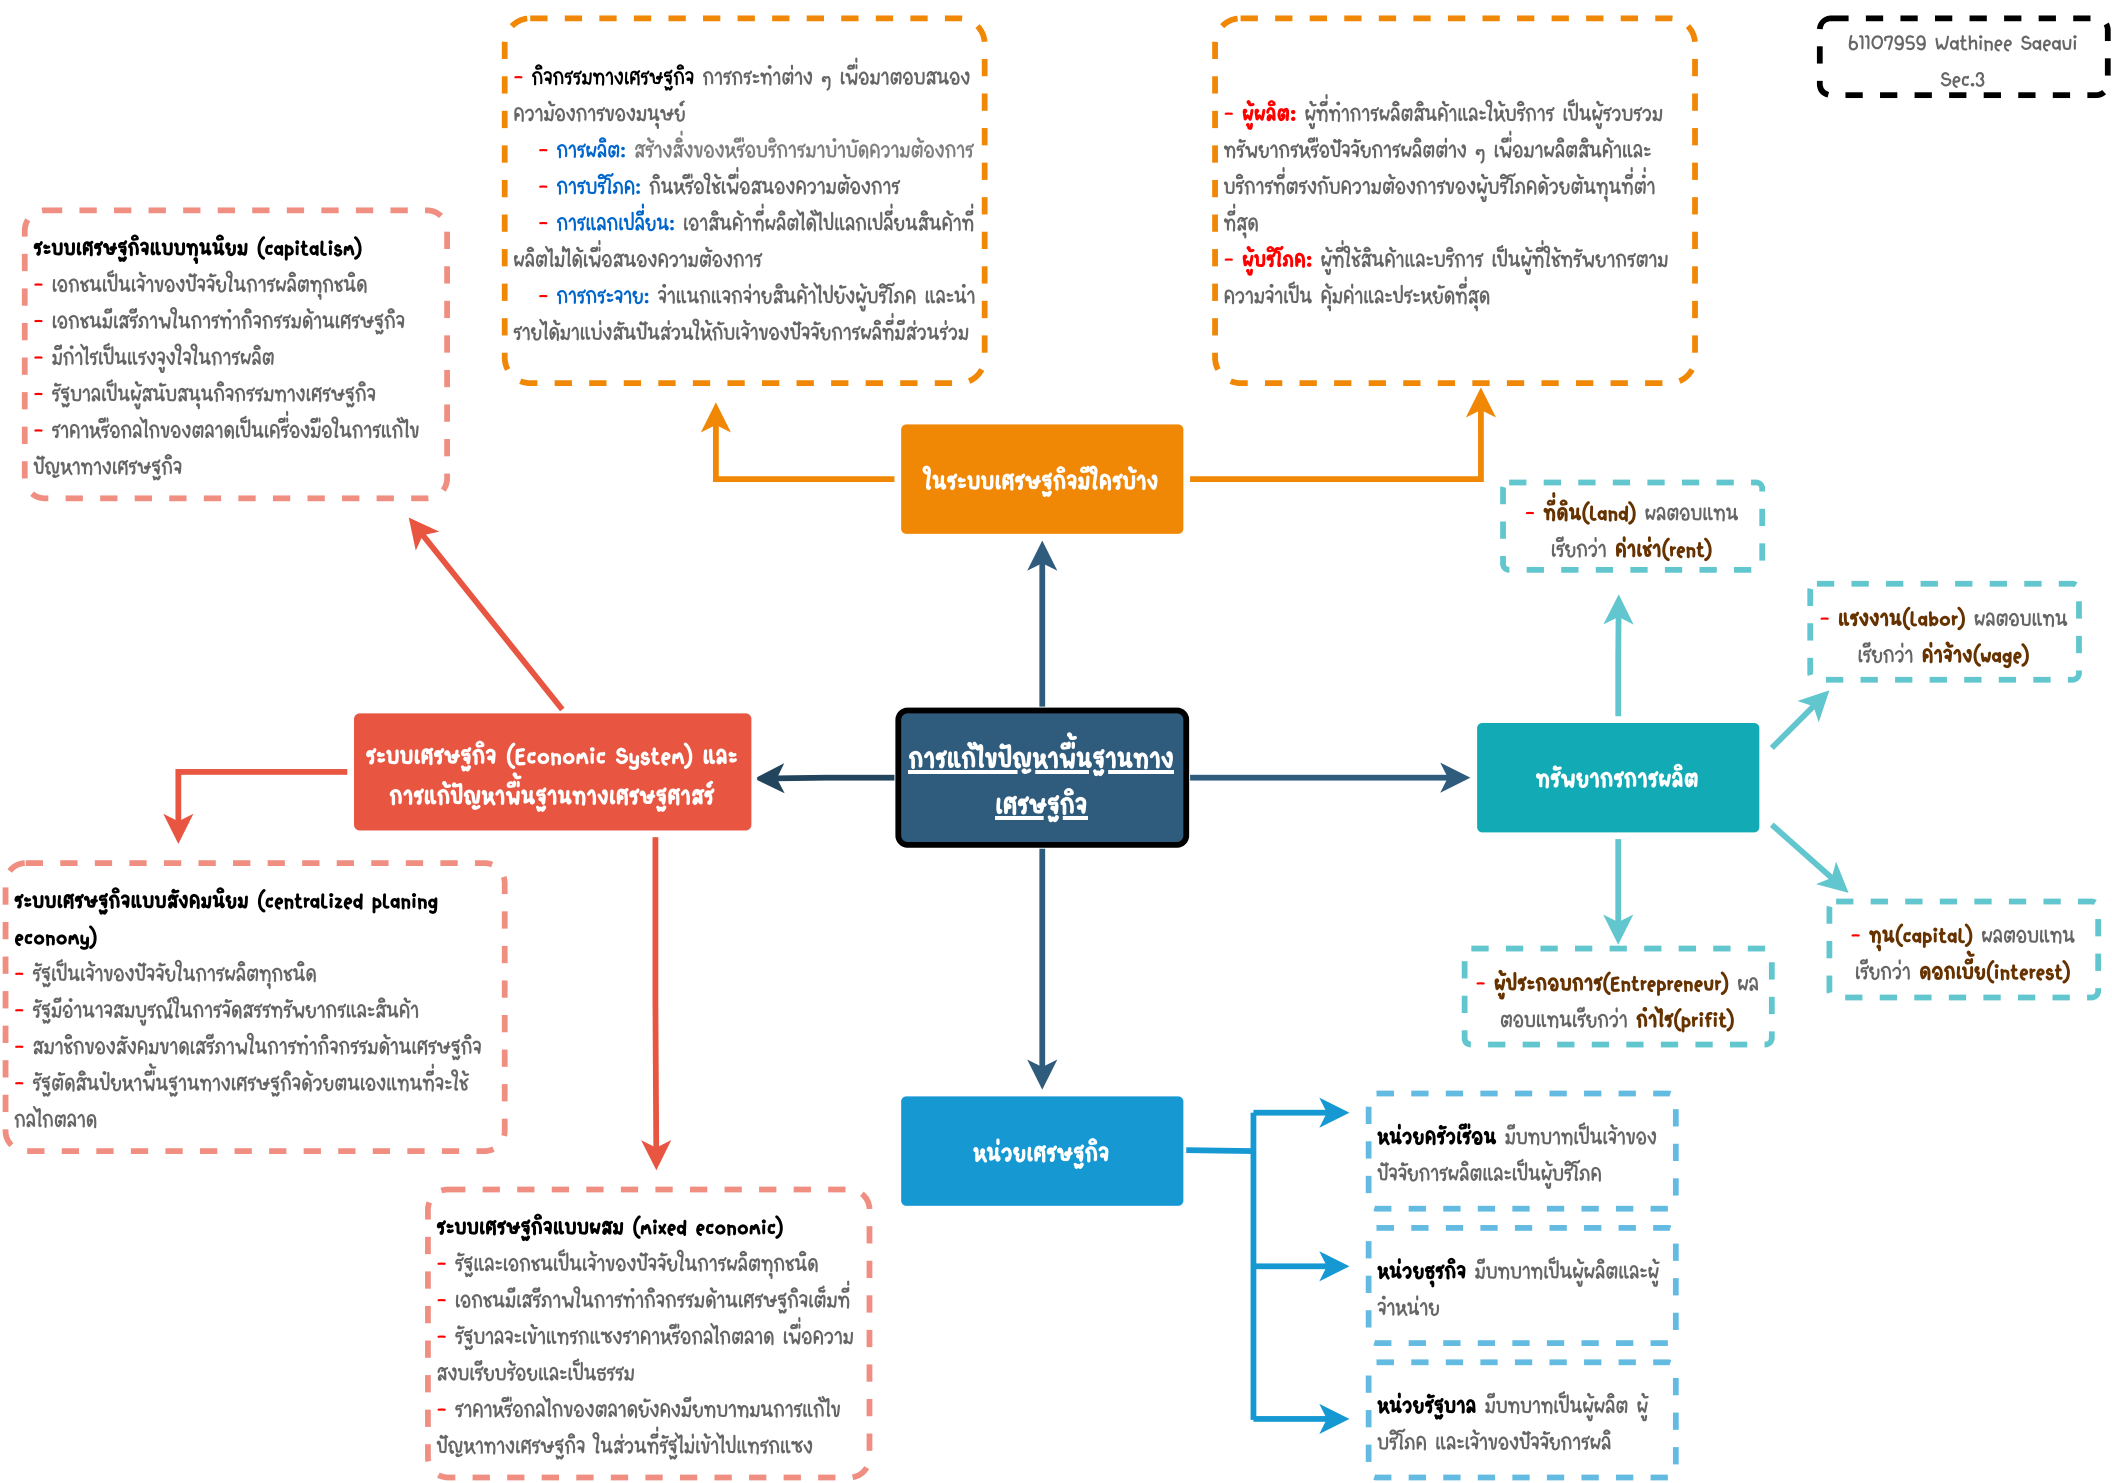 61107959 Wathinee Saeaui
Sec.3
- กิจกรรมทางเศรษฐกิจ การกระทำต่าง ๆ เพื่อมาตอบสนอง
ความ้องการของมนุษย์
- การผลิต: สร้างสิ่งของหรือบริการมาบำบัดความต้องการ
- การบริโภค: กินหรือใช้เพื่อสนองความต้องการ
- การแลกเปลี่ยน: เอาสินค้าที่ผลิตได้ไปแลกเปลี่ยนสินค้าที่
ผลิตไม่ได้เพื่อสนองความต้องการ
- การกระจาย: จำแนกแจกจ่ายสินค้าไปยังผู้บริโภค และนำ
รายได้มาแบ่งสันปันส่วนให้กับเจ้าของปัจจัยการผลิที่มีส่วนร่วม
- ผู้ผลิต: ผู้ที่ทำการผลิตสินค้าและให้บริการ เป็นผู้รวบรวม
ทรัพยากรหรือปัจจัยการผลิตต่าง ๆ เพื่อมาผลิตสินค้าและ
บริการที่ตรงกับความต้องการของผู้บริโภคด้วยต้นทุนที่ต่ำ
ที่สุด
- ผู้บริโภค: ผู้ที่ใช้สินค้าและบริการ เป็นผู้ที่ใช้ทรัพยากรตาม
ความจำเป็น คุ้มค่าและประหยัดที่สุด
ระบบเศรษฐกิจแบบทุนนิยม (capitalism)
- เอกชนเป็นเจ้าของปัจจัยในการผลิตทุกชนิด
- เอกชนมีเสรีภาพในการทำกิจกรรมด้านเศรษฐกิจ
- มีกำไรเป็นแรงจูงใจในการผลิต
- รัฐบาลเป็นผู้สนับสนุนกิจกรรมทางเศรษฐกิจ
- ราคาหรือกลไกของตลาดเป็นเครื่องมือในการแก้ไข
ปัญหาทางเศรษฐกิจ
ในระบบเศรษฐกิจมีใครบ้าง
- ที่ดิน(land) ผลตอบแทน
เรียกว่า ค่าเช่า(rent)
- แรงงาน(labor) ผลตอบแทน
เรียกว่า ค่าจ้าง(wage)
ระบบเศรษฐกิจ (Economic System) และ
การแก้ปัญหาพื้นฐานทางเศรษฐศาสร์
การแก้ไขปัญหาพื้นฐานทาง
เศรษฐกิจ
ทรัพยากรการผลิต
ระบบเศรษฐกิจแบบสังคมนิยม (centralized planing
economy)
- รัฐเป็นเจ้าของปัจจัยในการผลิตทุกชนิด
- รัฐมีอำนาจสมบูรณ์ในการจัดสรรทรัพยากรและสินค้า
- สมาชิกของสังคมขาดเสรีภาพในการทำกิจกรรมด้านเศรษฐกิจ
- รัฐตัดสินปัยหาพื้นฐานทางเศรษฐกิจด้วยตนเองแทนที่จะใช้
กลไกตลาด
- ทุน(capital) ผลตอบแทน
เรียกว่า ดอกเบี้ย(interest)
- ผู้ประกอบการ(Entrepreneur) ผล
ตอบแทนเรียกว่า กำไร(prifit)
หน่วยเศรษฐกิจ
หน่วยครัวเรือน มีบทบาทเป็นเจ้าของ
ปัจจัยการผลิตและเป็นผู้บริโภค
หน่วยธุรกิจ มีบทบาทเป็นผู้ผลิตและผู้
จำหน่าย
หน่วยรัฐบาล มีบทบาทเป็นผู้ผลิต ผู้
บริโภค และเจ้าของปัจจัยการผลิ
ระบบเศรษฐกิจแบบผสม (mixed economic)
- รัฐและเอกชนเป็นเจ้าของปัจจัยในการผลิตทุกชนิด
- เอกชนมีเสรีภาพในการทำกิจกรรมด้านเศรษฐกิจเต็มที่
- รัฐบาลจะเข้าแทรกแซงราคาหรือกลไกตลาด เพื่อความ
สงบเรียบร้อยและเป็นธรรม
- ราคาหรือกลไกของตลาดยังคงมียทบาทมนการแก้ไข
ปัญหาทางเศรษฐกิจ ในส่วนที่รัฐไม่เข้าไปแทรกแซง